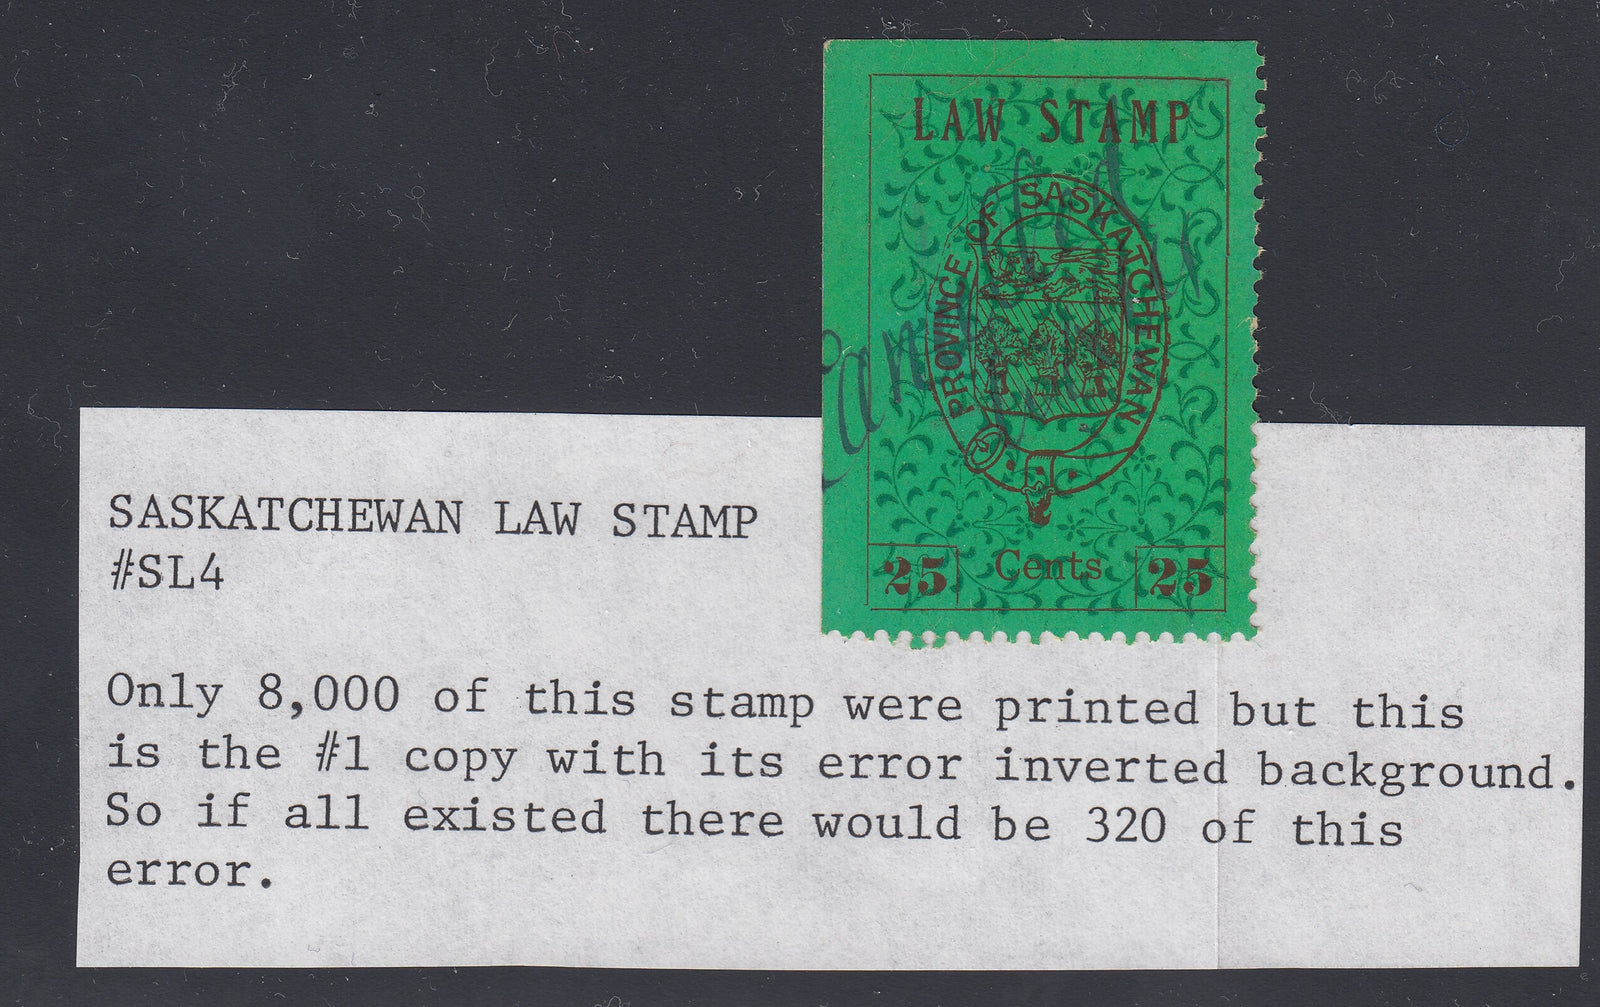 LAW STAMP
PROVINCE OF SASKATCHEWAN
25 Cents 25
SASKATCHEWAN LAW STAMP
#SL4
Only 8,000 of this stamp were printed but this
is the #1 copy with its error inverted background.
So if all existed there would be 320 of this
error.